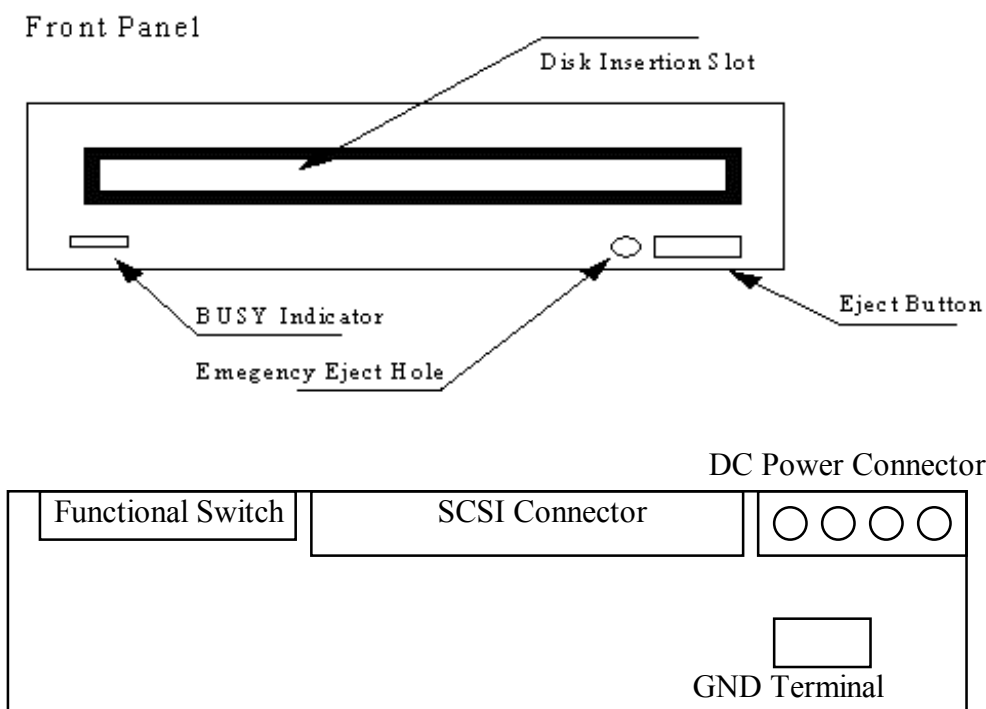 Front Panel
Disk Insertion Slot
Eject Button
BUSY Indicator
Emegency Eject Hole
DC Power Connector
Functional Switch
SCSI Connector
GND Terminal